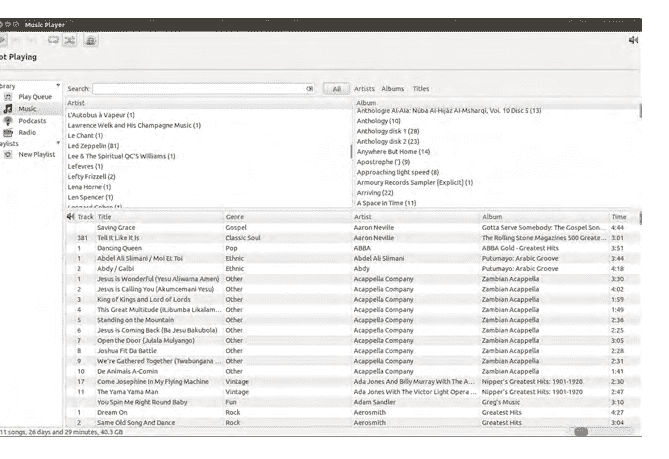 Music Player
ot Playing
brary
Play Queue
Music
Podcasts
Radio
aylists
New Playlist
Search:
All Artists Albums Titles
Artist
L'Autobus à Vapeur (1)
Lawrence Welk and His Champagne Music (1)
Le Chant (1)
Led Zeppelin (81)
Lee & The Spiritual QC'S Williams (1)
Lefevres (1)
Lefty Frizzell (2)
Lena Horne (1)
Len Spencer (1)
Leonard Cohen (1)
Album
Anthologie Al-Ala: Nûba Al-Hijâz Al-Msharqi, Vol. 10 Disc 5 (13)
Anthology (10)
Anthology disk 1 (28)
Anthology disk 2 (23)
Anywhere But Home (14)
Apostrophe (') (9)
Approaching light speed (8)
Armoury Records Sampler [Explicit] (1)
Arriving (22)
A Space in Time (11)
Track Title Genre Artist Album Time
Saving Grace Gospel Aaron Neville Gotta Serve Somebody: The Gospel Son... 4:44
381 Tell It Like It Is Classic Soul Aaron Neville The Rolling Stone Magazines 500 Greate... 3:01
1 Dancing Queen Pop ABBA ABBA Gold - Greatest Hits 3:51
1 Abdel Ali Slimani / Moi Et Toi Ethnic Abdel Ali Slimani Putumayo: Arabic Groove 3:44
2 Abdy / Galbi Ethnic Abdy Putumayo: Arabic Groove 4:18
1 Jesus is Wonderful (Yesu Aliwama Amen) Other Acappella Company Zambian Acappella 3:30
2 Jesus is Calling You (Akumcemani Yesu) Other Acappella Company Zambian Acappella 4:02
3 King of Kings and Lord of Lords Other Acappella Company Zambian Acappella 1:59
4 This Great Multitude (iLibumba Likalam... Other Acappella Company Zambian Acappella 1:49
5 Standing on the Mountain Other Acappella Company Zambian Acappella 2:36
6 Jesus is Coming Back (Ba Jesu Bakubola) Other Acappella Company Zambian Acappella 2:25
7 Open the Door (Julala Mulyango) Other Acappella Company Zambian Acappella 3:05
8 Joshua Fit Da Battle Other Acappella Company Zambian Acappella 2:28
9 We're Gathered Together (Twabungana ... Other Acappella Company Zambian Acappella 2:31
10 De Animals A-Comin Other Acappella Company Zambian Acappella 1:41
17 Come Josephine In My Flying Machine Vintage Ada Jones And Billy Murray With The A... Nipper's Greatest Hits: 1901-1920 2:30
11 The Yama Yama Man Vintage Ada Jones With The Victor Light Opera ... Nipper's Greatest Hits: 1901-1920 2:47
You Spin Me Right Round Baby Fun Adam Sandler Greg's Music 3:10
1 Dream On Rock Aerosmith Greatest Hits 4:27
2 Same Old Song And Dance Rock Aerosmith Greatest Hits 3:04
11 songs, 26 days and 29 minutes, 40.3 GB